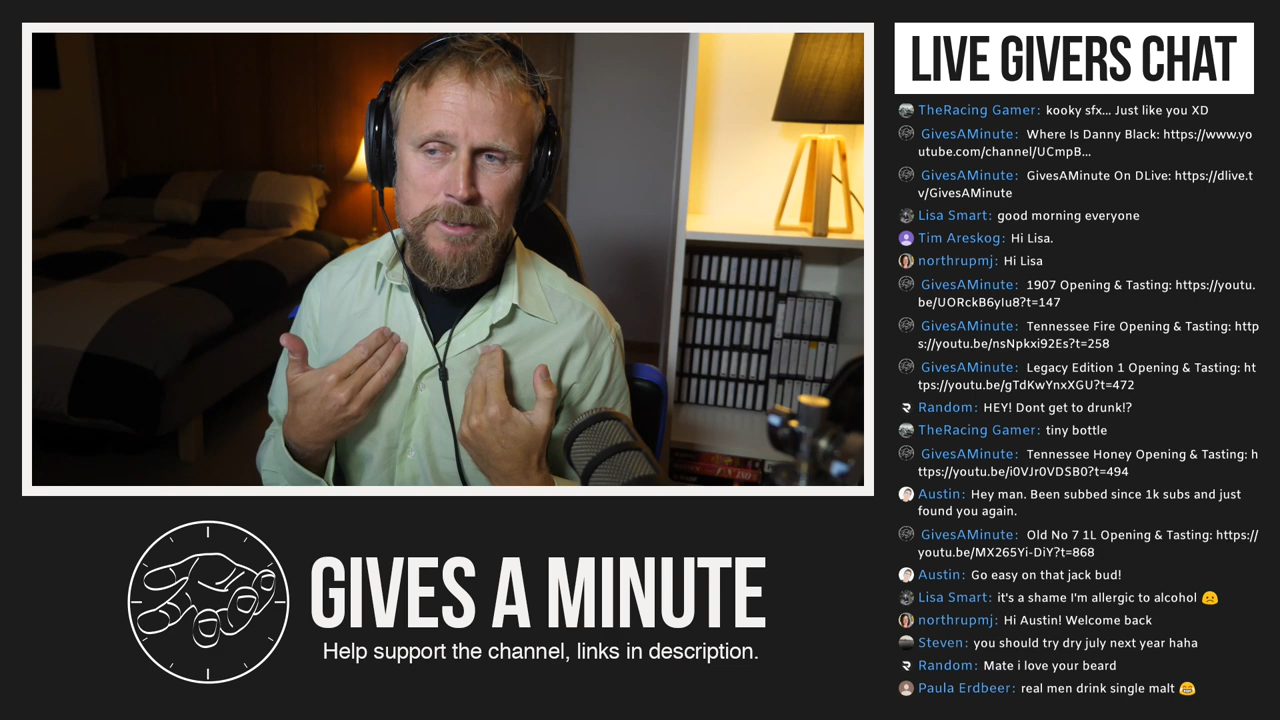 LIVE GIVERS CHAT
TheRacing Gamer: kooky sfx... Just like you XD
GivesAMinute: Where Is Danny Black: https://www.yo
utube.com/channel/UCmpB...
GivesAMinute: GivesAMinute On DLive: https://dlive.t
v/GivesAMinute
Lisa Smart: good morning everyone
Tim Areskog: Hi Lisa.
northrupmj: Hi Lisa
GivesAMinute: 1907 Opening & Tasting: https://youtu.
be/UORckB6yIu8?t=147
GivesAMinute: Tennessee Fire Opening & Tasting: http
s://youtu.be/nsNpkxi92Es?t=258
GivesAMinute: Legacy Edition 1 Opening & Tasting: ht
tps://youtu.be/gTdKwYnxXGU?t=472
Random: HEY! Dont get to drunk!?
TheRacing Gamer: tiny bottle
GivesAMinute: Tennessee Honey Opening & Tasting: h
ttps://youtu.be/i0VJr0VDSB0?t=494
Austin: Hey man. Been subbed since 1k subs and just
found you again.
GivesAMinute: Old No 7 1L Opening & Tasting: https://
youtu.be/MX265Yi-DiY?t=868
Austin: Go easy on that jack bud!
Lisa Smart: it's a shame I'm allergic to alcohol 🙁
northrupmj: Hi Austin! Welcome back
Steven: you should try dry july next year haha
Random: Mate i love your beard
Paula Erdbeer: real men drink single malt 😂
GIVES A MINUTE
Help support the channel, links in description.